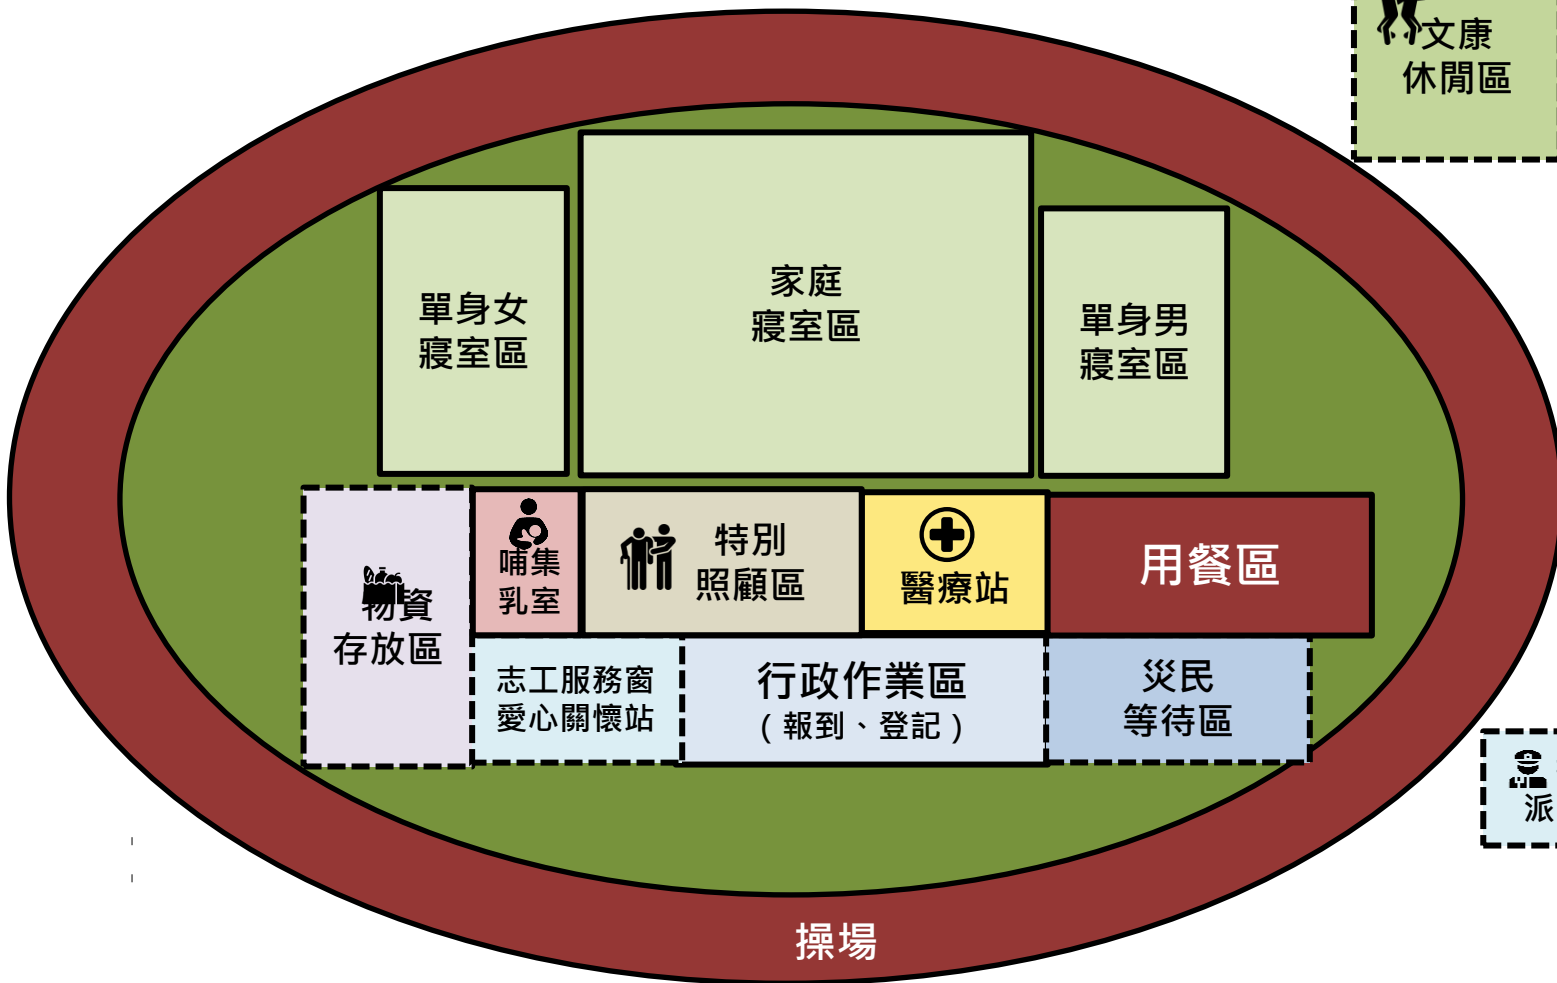 文康
休閒區
家庭
寢室區
單身女
寢室區
單身男
寢室區
物資
存放區
哺集
乳室
特別
照顧區
醫療站
用餐區
志工服務窗
愛心關懷站
行政作業區
（報到、登記）
災民
等待區
派
操場